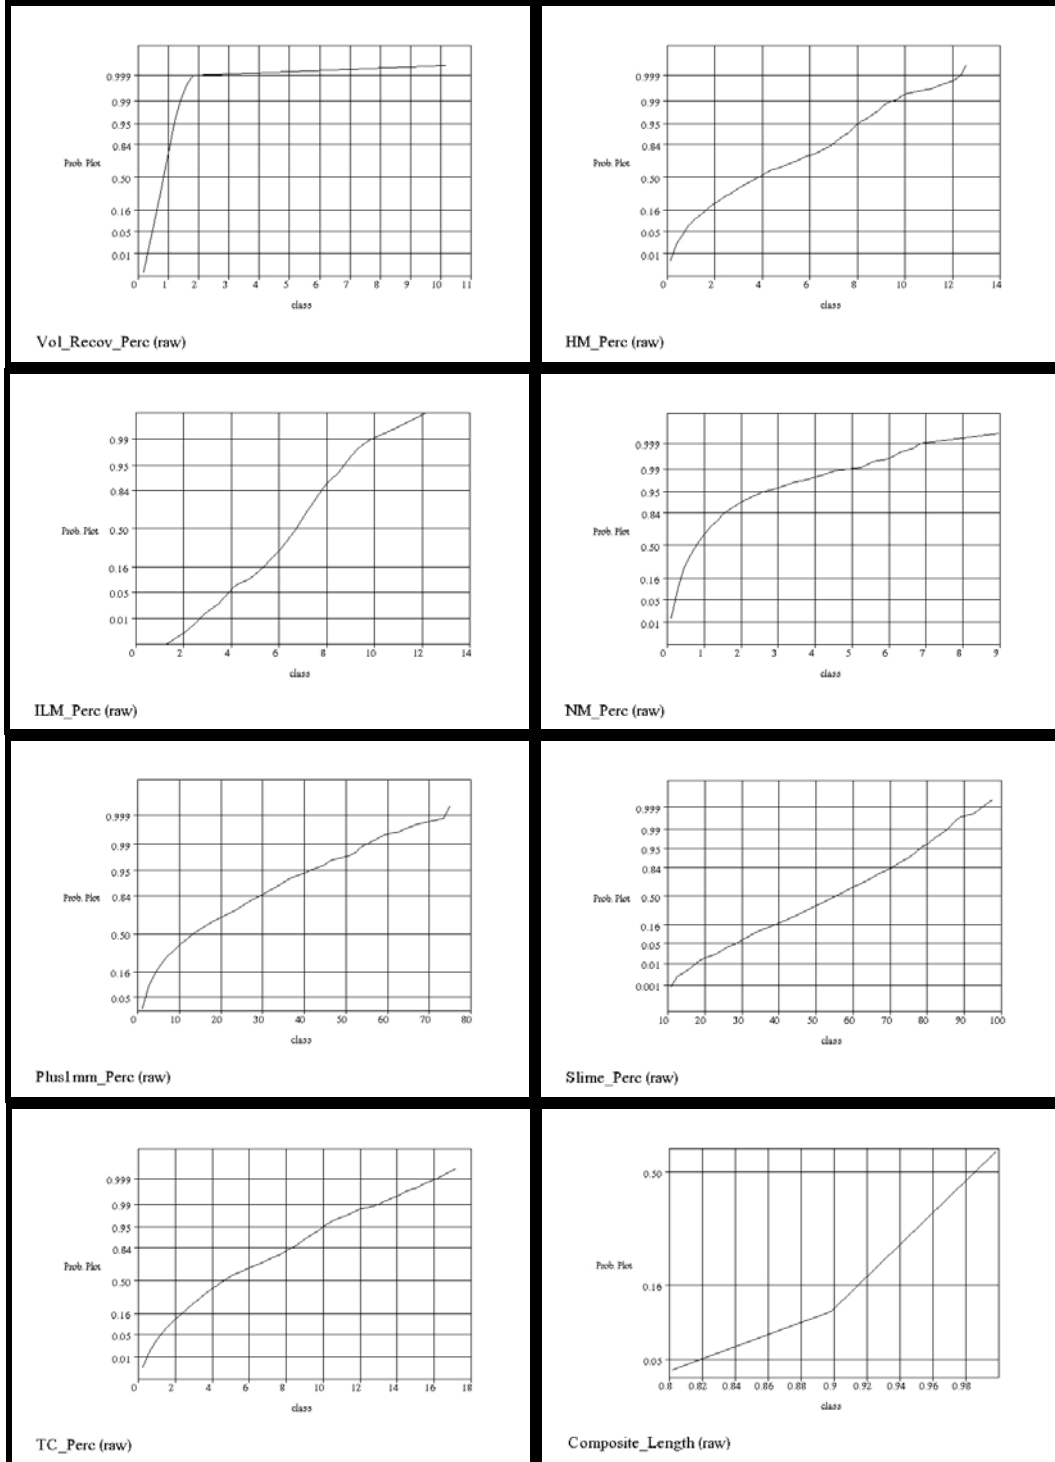 0.999
0.99
0.95
0.84
Prob. Plot
0.50
0.16
0.05
0.01
0 1 2 3 4 5 6 7 8 9 10 11
class
Vol_Recov_Perc (raw)
0.999
0.99
0.95
0.84
Prob. Plot
0.50
0.16
0.05
0.01
0 2 4 6 8 10 12 14
class
HM_Perc (raw)
0.99
0.95
0.84
Prob. Plot 0.50
0.16
0.05
0.01
0 2 4 6 8 10 12 14
class
ILM_Perc (raw)
0.999
0.99
0.95
0.84
Prob. Plot
0.50
0.16
0.05
0.01
0 1 2 3 4 5 6 7 8 9
class
NM_Perc (raw)
0.999
0.99
0.95
Prob. Plot 0.84
0.50
0.16
0.05
0 10 20 30 40 50 60 70 80
class
Plus1mm_Perc (raw)
0.999
0.99
0.95
0.84
Prob. Plot 0.50
0.16
0.05
0.01
0.001
10 20 30 40 50 60 70 80 90 100
class
Slime_Perc (raw)
0.999
0.99
0.95
0.84
Prob. Plot
0.50
0.16
0.05
0.01
0 2 4 6 8 10 12 14 16 18
class
TC_Perc (raw)
0.50
Prob. Plot
0.16
0.05
0.8 0.82 0.84 0.86 0.88 0.9 0.92 0.94 0.96 0.98
class
Composite_Length (raw)